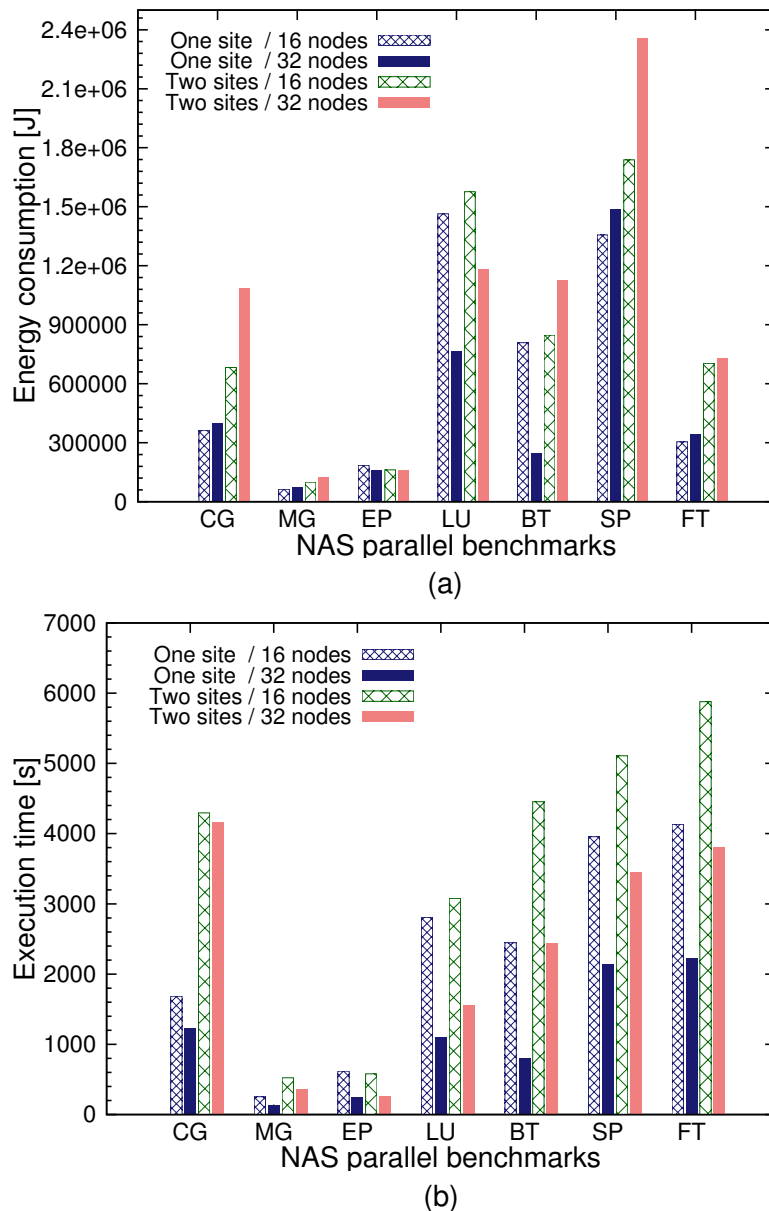 2.4e+06
2.1e+06
1.8e+06
1.5e+06
1.2e+06
900000
600000
300000
0
Energy consumption [J]
One site / 16 nodes
One site / 32 nodes
Two sites / 16 nodes
Two sites / 32 nodes
CG MG EP LU BT SP FT
NAS parallel benchmarks
(a)
7000
6000
5000
4000
3000
2000
1000
0
Execution time [s]
One site / 16 nodes
One site / 32 nodes
Two sites / 16 nodes
Two sites / 32 nodes
CG MG EP LU BT SP FT
NAS parallel benchmarks
(b)